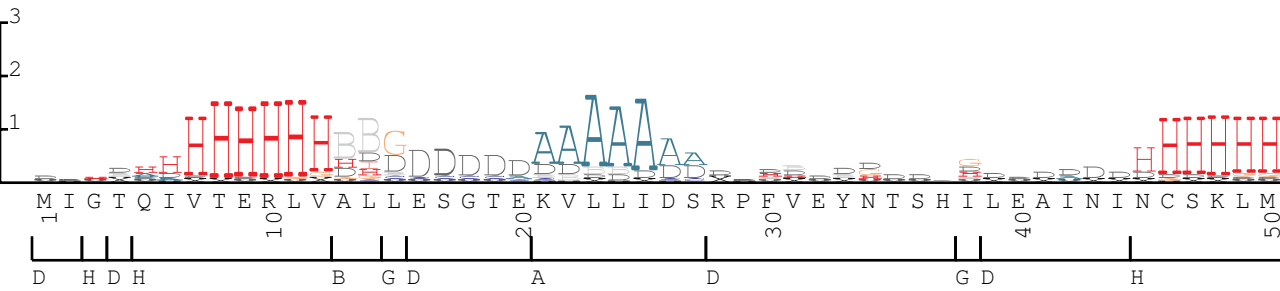 3
2
1
H H H H H H B B G D D D D D A A A A A A A H H H H H H
M I G T Q I V T E R L V A L L E S G T E K V L L I D S R P F V E Y N T S H I L E A I N I N C S K L M
1 10 20 30 40 50
D H D H B G D A D G D H